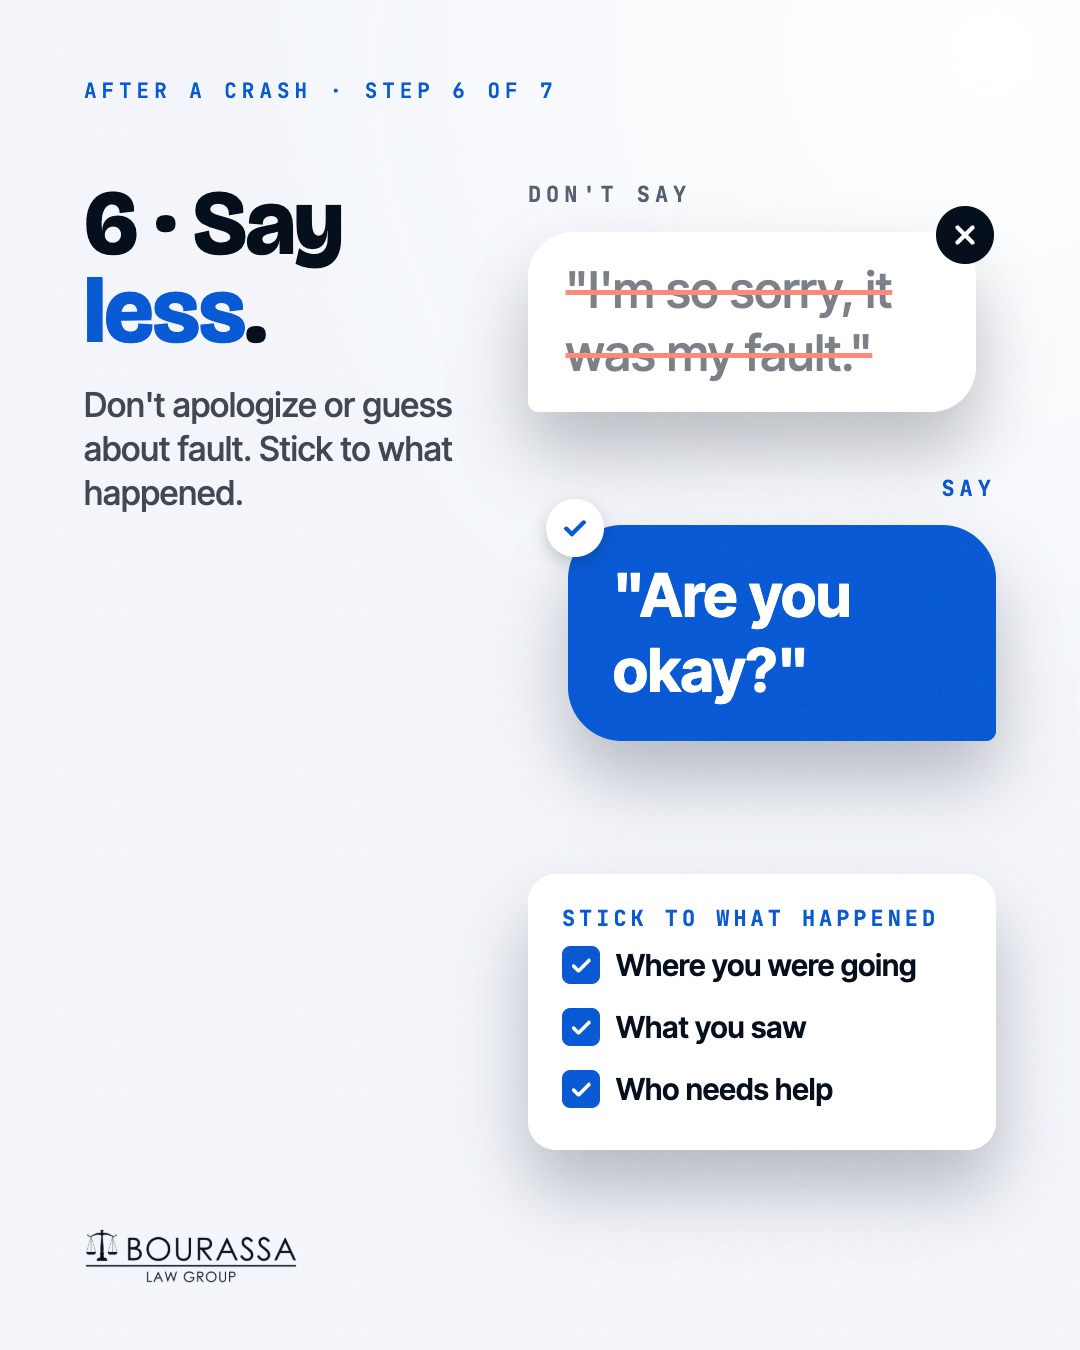 AFTER A CRASH · STEP 6 OF 7
6 · Say
less.
Don't apologize or guess
about fault. Stick to what
happened.
DON'T SAY
"I'm so sorry, it
was my fault."
SAY
"Are you
okay?"
STICK TO WHAT HAPPENED
Where you were going
What you saw
Who needs help
BOURASSA
LAW GROUP